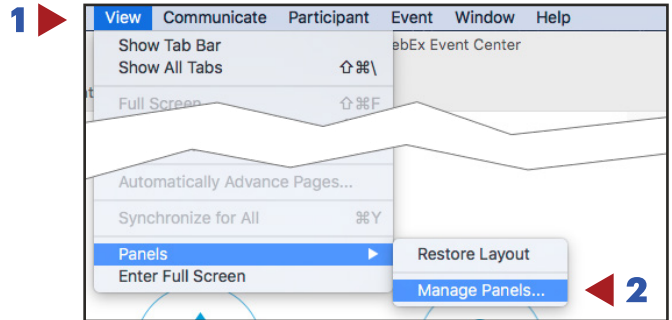 1
View Communicate Participant Event Window Help
Show Tab Bar
ebEx Event Center
Show All Tabs ⇧⌘\
Full Screen ⇧⌘F
Automatically Advance Pages...
Synchronize for All ⌘Y
Panels ▶ Restore Layout
Enter Full Screen
Manage Panels... 2